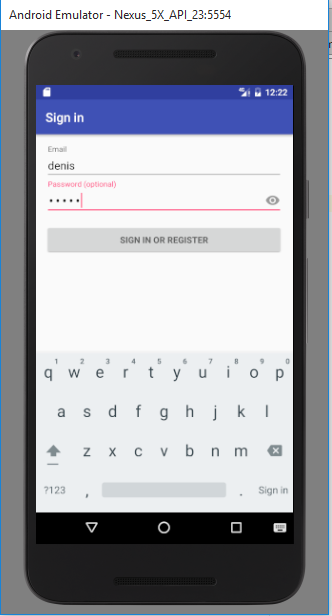 Android Emulator - Nexus_5X_API_23:5554
12:22
Sign in
Email
denis
Password (optional)
•••••
SIGN IN OR REGISTER
1 2 3 4 5 6 7 8 9 0
q w e r t y u i o p
a s d f g h j k l
z x c v b n m
?123 , . Sign in